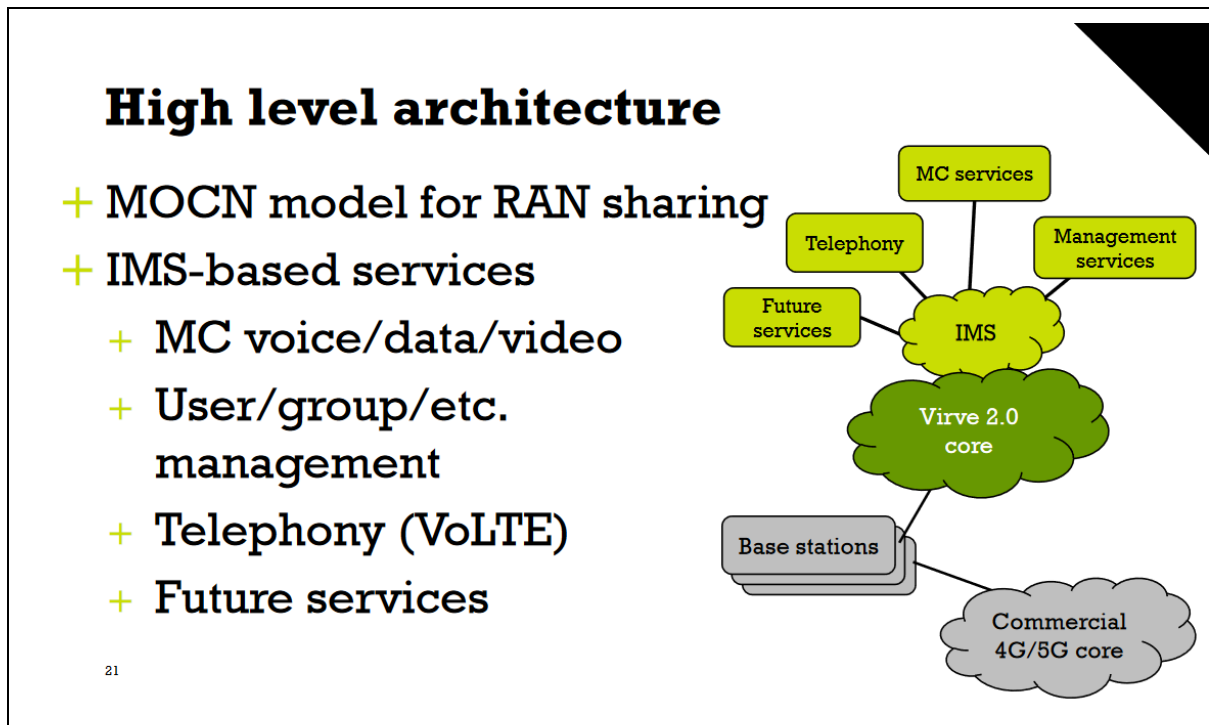 High level architecture
+ MOCN model for RAN sharing
+ IMS-based services
+ MC voice/data/video
+ User/group/etc.
management
+ Telephony (VoLTE)
+ Future services
21
MC services
Telephony
Management
services
Future
services
IMS
Virve 2.0
core
Base stations
Commercial
4G/5G core